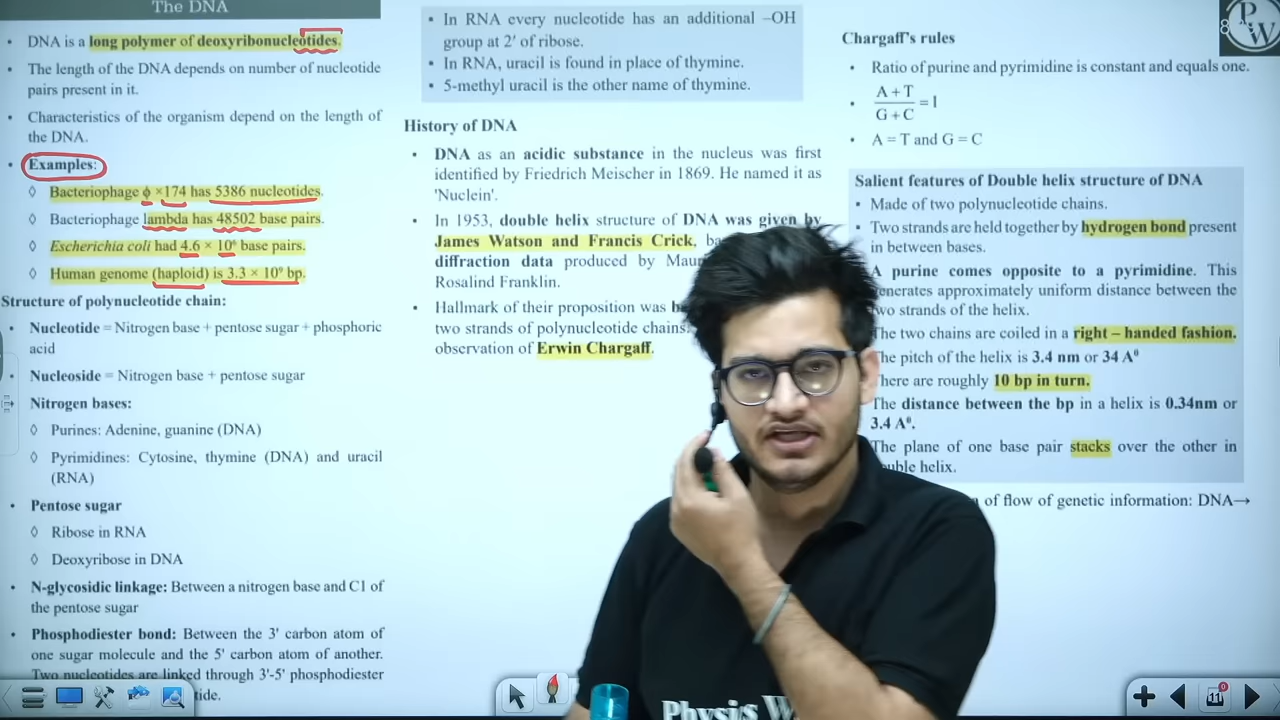 The DNA
• DNA is a long polymer of deoxyribonucleotides.
• The length of the DNA depends on number of nucleotide
pairs present in it.
• Characteristics of the organism depend on the length of
the DNA.
• Examples:
◊ Bacteriophage ϕ ×174 has 5386 nucleotides.
◊ Bacteriophage lambda has 48502 base pairs.
◊ Escherichia coli had 4.6 × 10⁶ base pairs.
◊ Human genome (haploid) is 3.3 × 10⁹ bp.
Structure of polynucleotide chain:
• Nucleotide = Nitrogen base + pentose sugar + phosphoric
acid
• Nucleoside = Nitrogen base + pentose sugar
• Nitrogen bases:
◊ Purines: Adenine, guanine (DNA)
◊ Pyrimidines: Cytosine, thymine (DNA) and uracil
(RNA)
• Pentose sugar
◊ Ribose in RNA
◊ Deoxyribose in DNA
• N-glycosidic linkage: Between a nitrogen base and C1 of
the pentose sugar
• Phosphodiester bond: Between the 3' carbon atom of
one sugar molecule and the 5' carbon atom of another.
Two nucleotides are linked through 3'-5' phosphodiester
tide.
• In RNA every nucleotide has an additional –OH
group at 2' of ribose.
• In RNA, uracil is found in place of thymine.
• 5-methyl uracil is the other name of thymine.
History of DNA
• DNA as an acidic substance in the nucleus was first
identified by Friedrich Meischer in 1869. He named it as
'Nuclein'.
• In 1953, double helix structure of DNA was given by
James Watson and Francis Crick,
diffraction data produced by
Rosalind Franklin.
• Hallmark of their proposition was
two strands of polynucleotide chains.
observation of Erwin Chargaff.
Chargaff's rules
• Ratio of purine and pyrimidine is constant and equals one.
• A + T
G + C = 1
• A = T and G = C
Salient features of Double helix structure of DNA
• Made of two polynucleotide chains.
• Two strands are held together by hydrogen bond present
in between bases.
A purine comes opposite to a pyrimidine. This
enerates approximately uniform distance between the
two strands of the helix.
The two chains are coiled in a right – handed fashion.
The pitch of the helix is 3.4 nm or 34 A⁰
There are roughly 10 bp in turn.
The distance between the bp in a helix is 0.34nm or
3.4 A⁰.
The plane of one base pair stacks over the other in
uble helix.
of flow of genetic information: DNA→
PW
11
Physics W